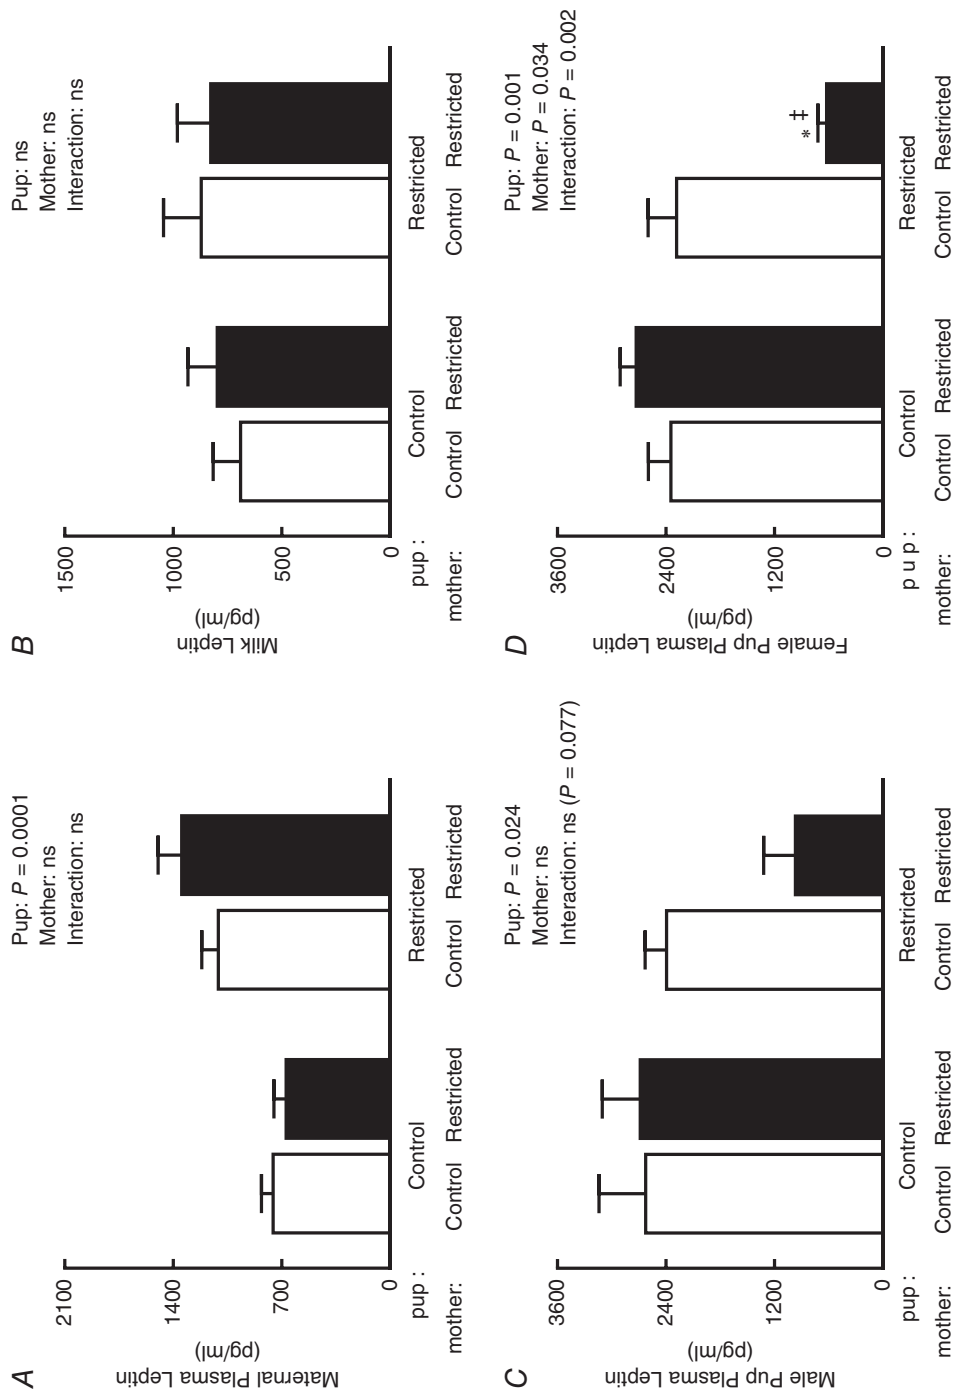 A
Pup: P = 0.0001
Mother: ns
Interaction: ns
Maternal Plasma Leptin
(pg/ml)
2100
1400
700
0
pup : Control Restricted
mother: Control Restricted Control Restricted
B
Pup: ns
Mother: ns
Interaction: ns
Milk Leptin
(pg/ml)
1500
1000
500
0
pup : Control Restricted
mother: Control Restricted Control Restricted
C
Pup: P = 0.024
Mother: ns
Interaction: ns (P = 0.077)
Male Pup Plasma Leptin
(pg/ml)
3600
2400
1200
0
pup : Control Restricted
mother: Control Restricted Control Restricted
D
Pup: P = 0.001
Mother: P = 0.034
Interaction: P = 0.002
Female Pup Plasma Leptin
(pg/ml)
3600
2400
1200
0
* ‡
p u p : Control Restricted
mother: Control Restricted Control Restricted